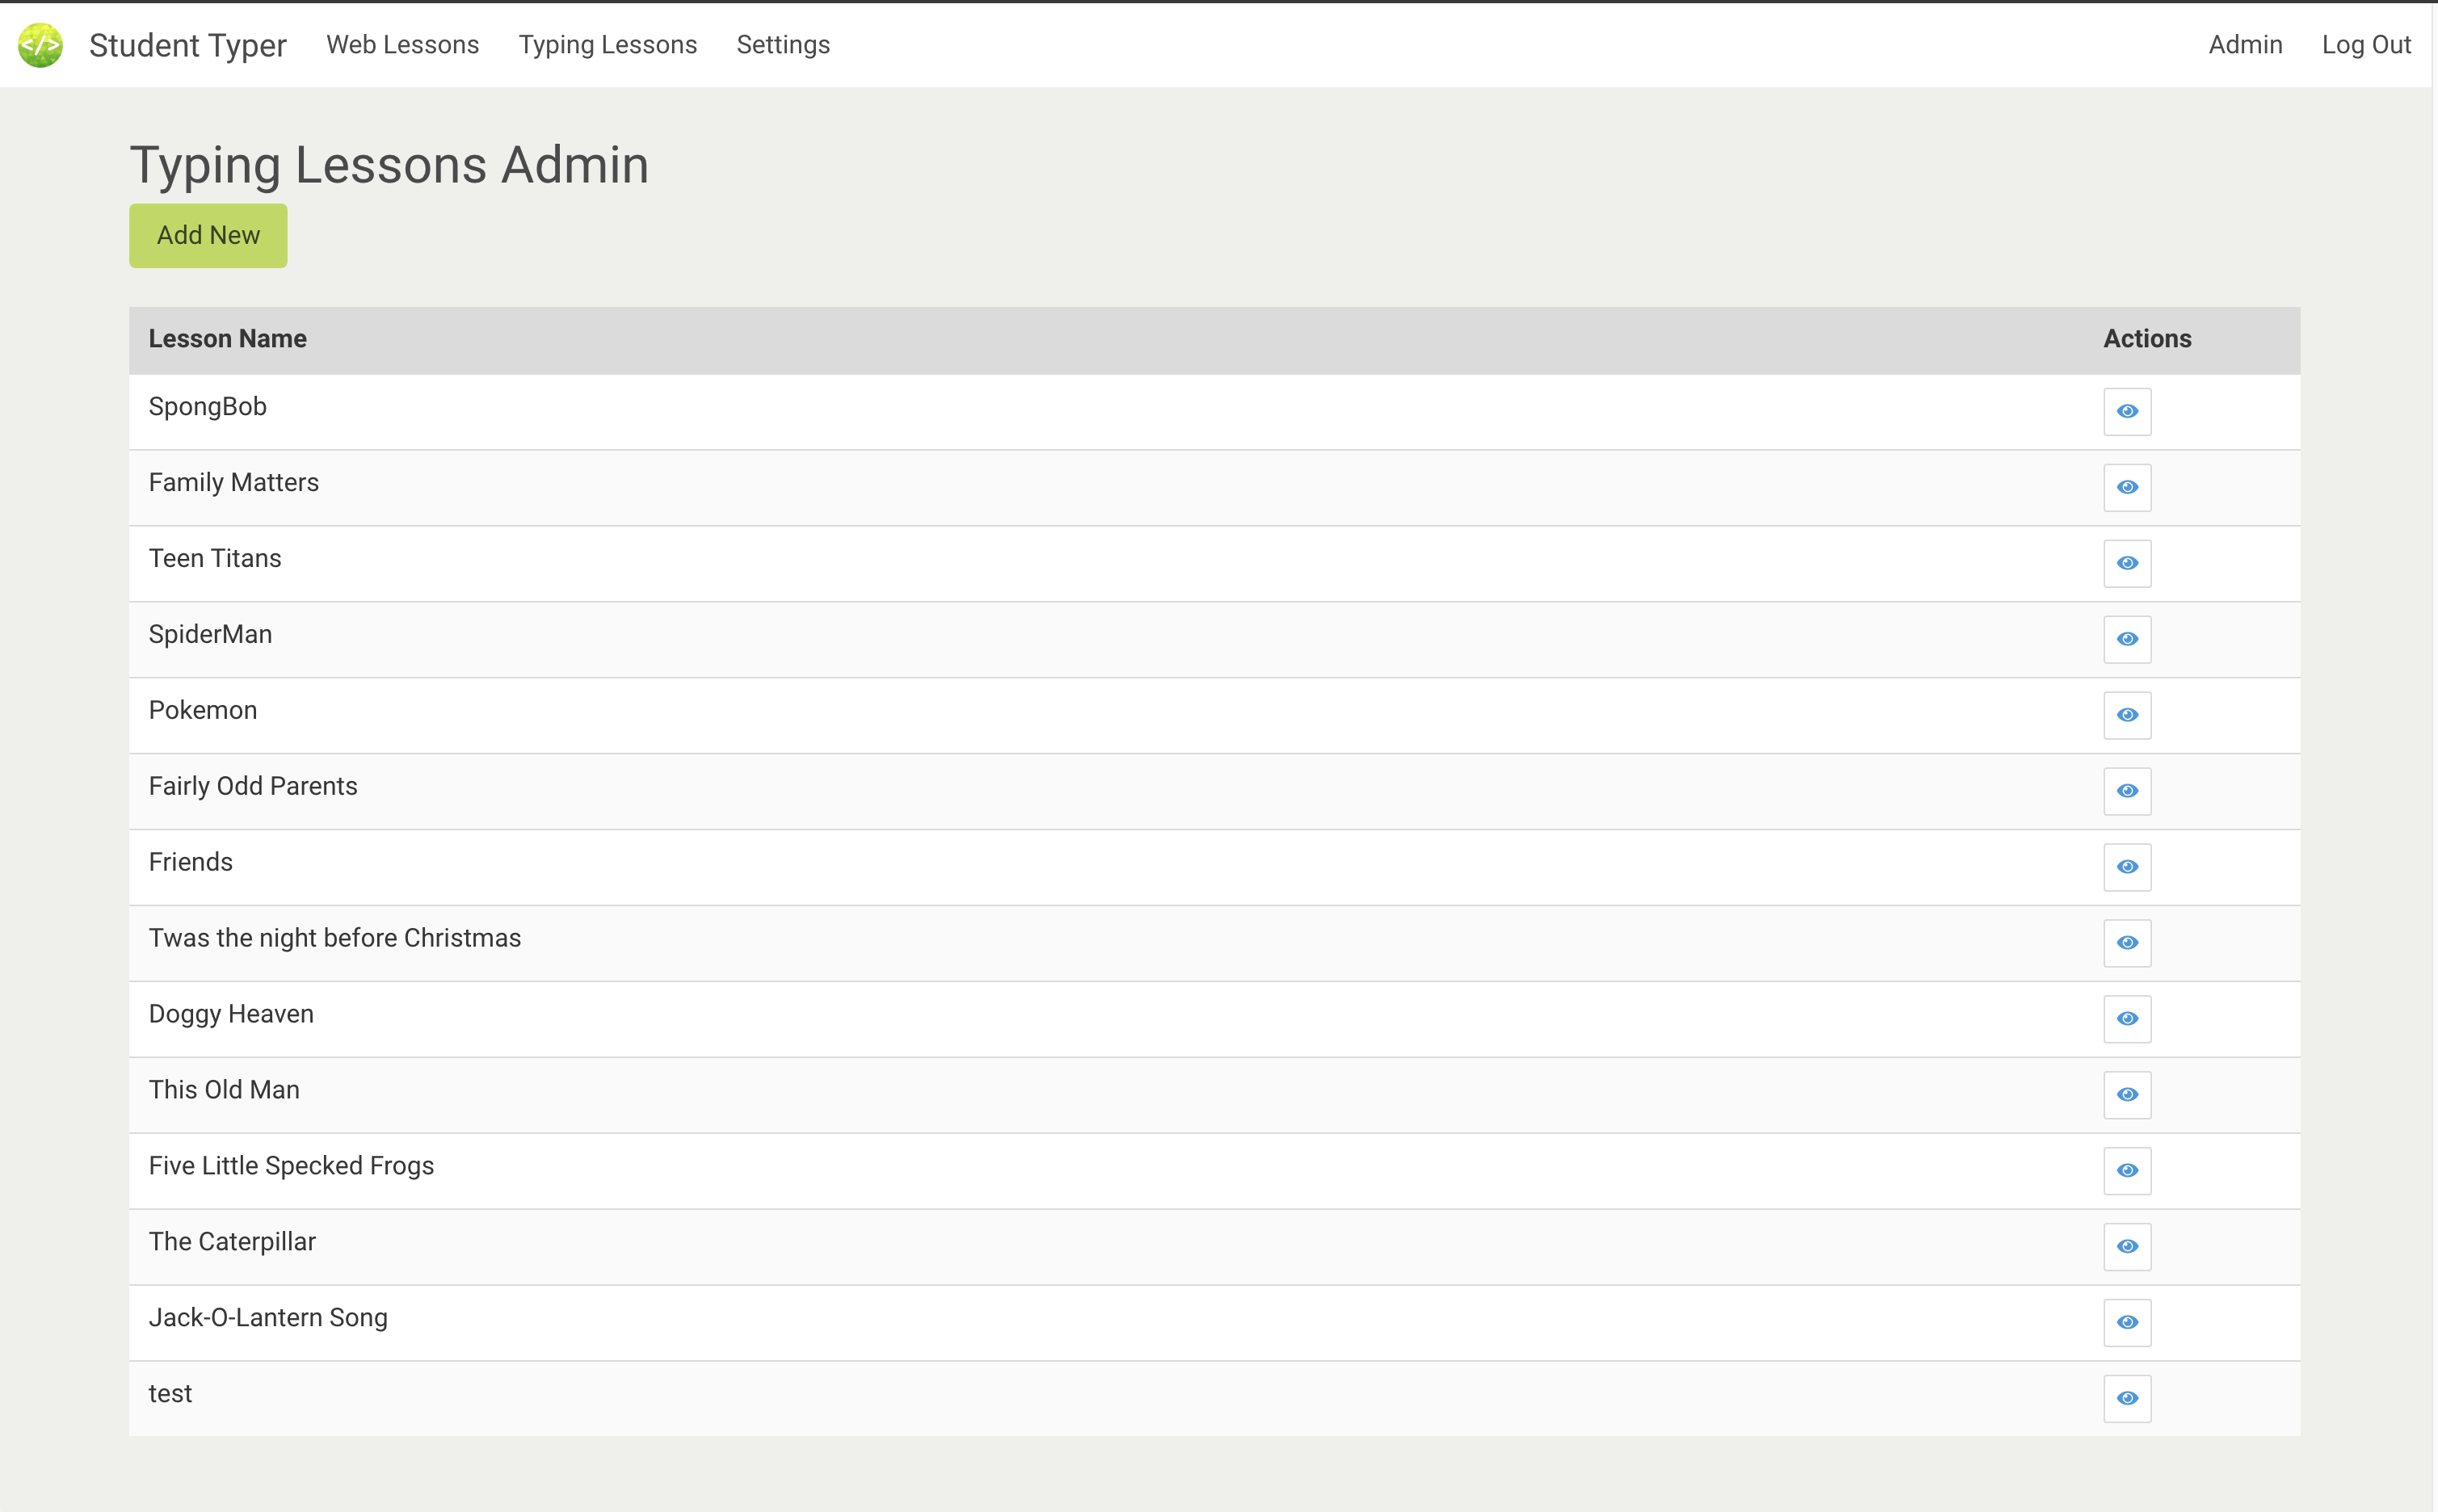 </> Student Typer Web Lessons Typing Lessons Settings Admin Log Out
Typing Lessons Admin
Add New
Lesson Name Actions
SpongBob
Family Matters
Teen Titans
SpiderMan
Pokemon
Fairly Odd Parents
Friends
Twas the night before Christmas
Doggy Heaven
This Old Man
Five Little Specked Frogs
The Caterpillar
Jack-O-Lantern Song
test